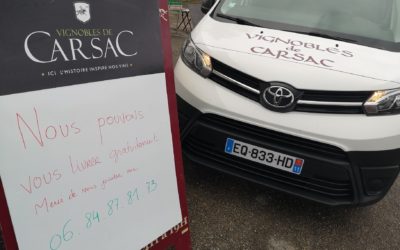 VIGNOBLES DE
CARSAC
ICI L'HISTOIRE INSPIRE NOS VINS
Nous pouvons
vous livrer gratuitement
Merci de nous joindre au
06.84.87.81.73
VIGNOBLES
de
CARSAC
EQ-833-HD